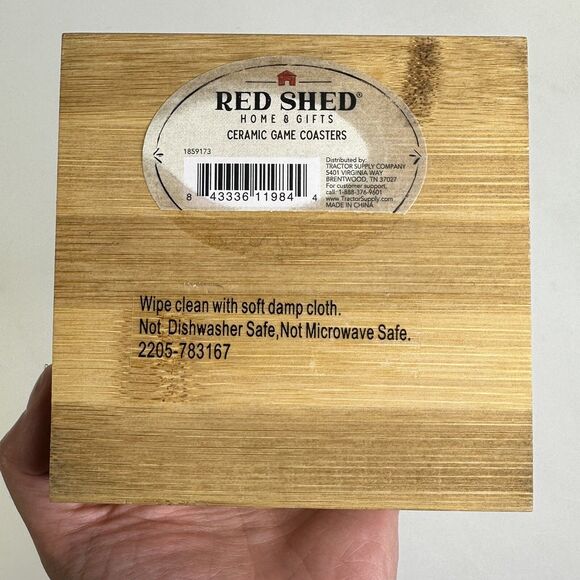 RED SHED®
HOME & GIFTS
CERAMIC GAME COASTERS
1859173
8 43336 11984 4
Distributed by:
TRACTOR SUPPLY COMPANY
5401 VIRGINIA WAY
BRENTWOOD, TN 37027
For customer support,
call: 1-888-376-9601
www.TractorSupply.com
MADE IN CHINA
Wipe clean with soft damp cloth.
Not Dishwasher Safe,Not Microwave Safe.
2205-783167